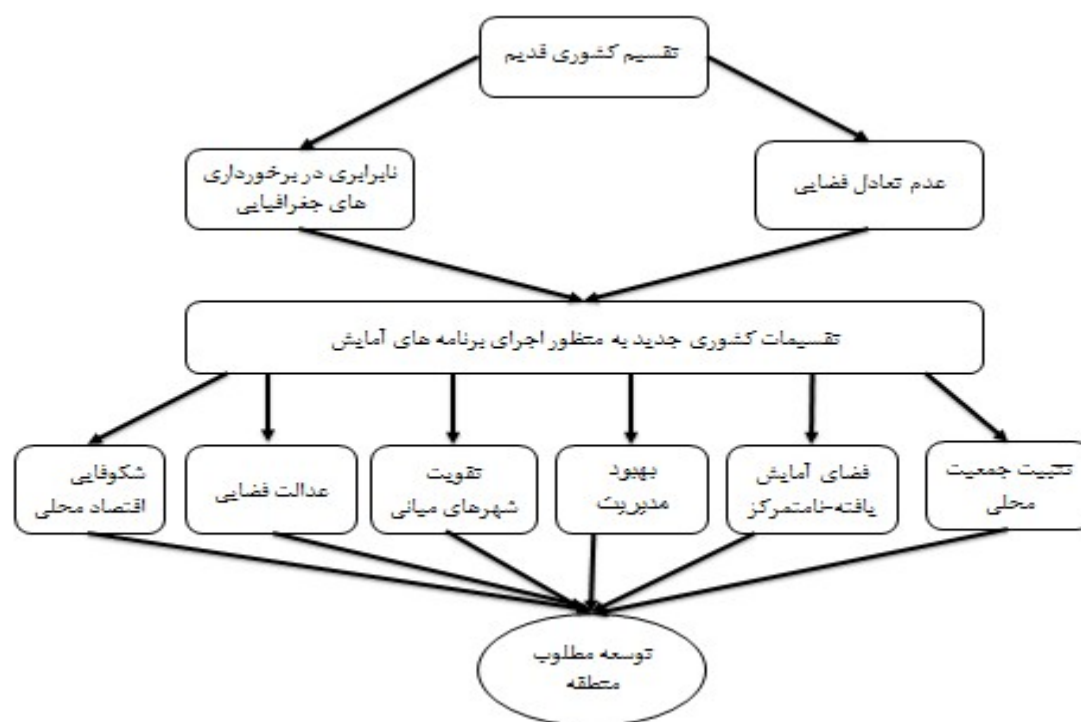 تقسیم کشوری قدیم
عدم تعادل فضایی
نابرابری در برخورداری
های جغرافیایی
تقسیمات کشوری جدید به منظور اجرای برنامه های آمایش
تثبیت جمعیت
محلی
فضای آمایش
یافته-نامتمرکز
بهبود
مدیریت
تقویت
شهرهای میانی
عدالت فضایی
شکوفایی
اقتصاد محلی
توسعه مطلوب
منطقه